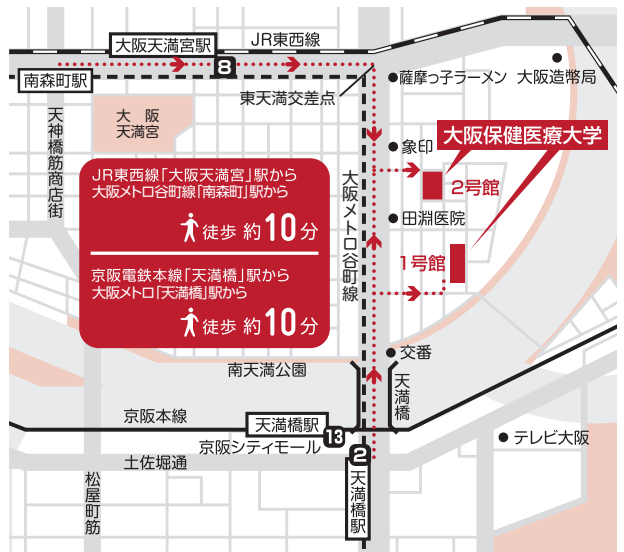 大阪天満宮駅
JR東西線
8
南森町駅
東天満交差点
薩摩っ子ラーメン
大阪造幣局
天神橋筋商店街
大阪
天満宮
象印
大阪保健医療大学
2号館
JR東西線「大阪天満宮」駅から
大阪メトロ谷町線「南森町」駅から
徒歩 約10分
京阪電鉄本線「天満橋」駅から
大阪メトロ「天満橋」駅から
徒歩 約10分
大阪メトロ谷町線
田淵医院
1号館
交番
南天満公園
天満橋
京阪本線
天満橋駅
13
京阪シティモール
2
土佐堀通
テレビ大阪
天満橋駅
松屋町筋